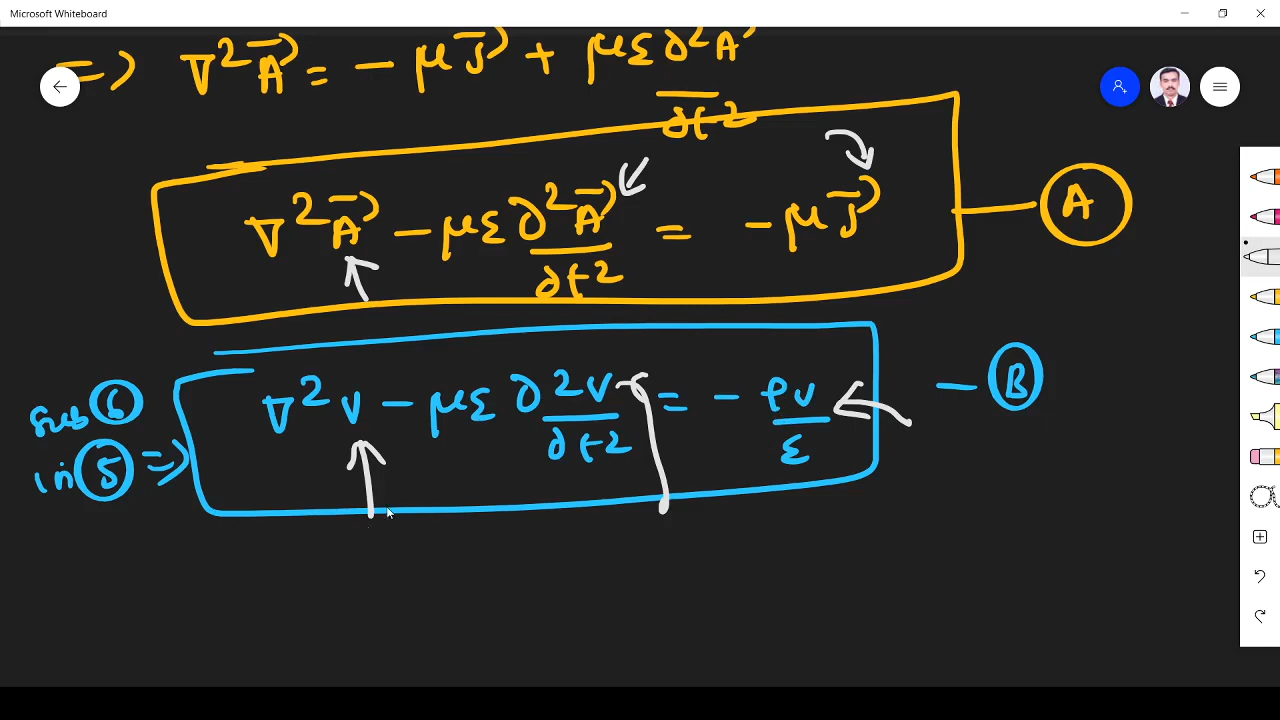 Microsoft Whiteboard
=> ∇²A⃗ = - μJ⃗ + με ∂²A⃗/∂t2
∇²A⃗ - με ∂²A⃗/∂t2 = - μJ⃗ — A
sub 6 in 5 => ∇²V - με ∂2V/∂t2 = - ρv/ε — B